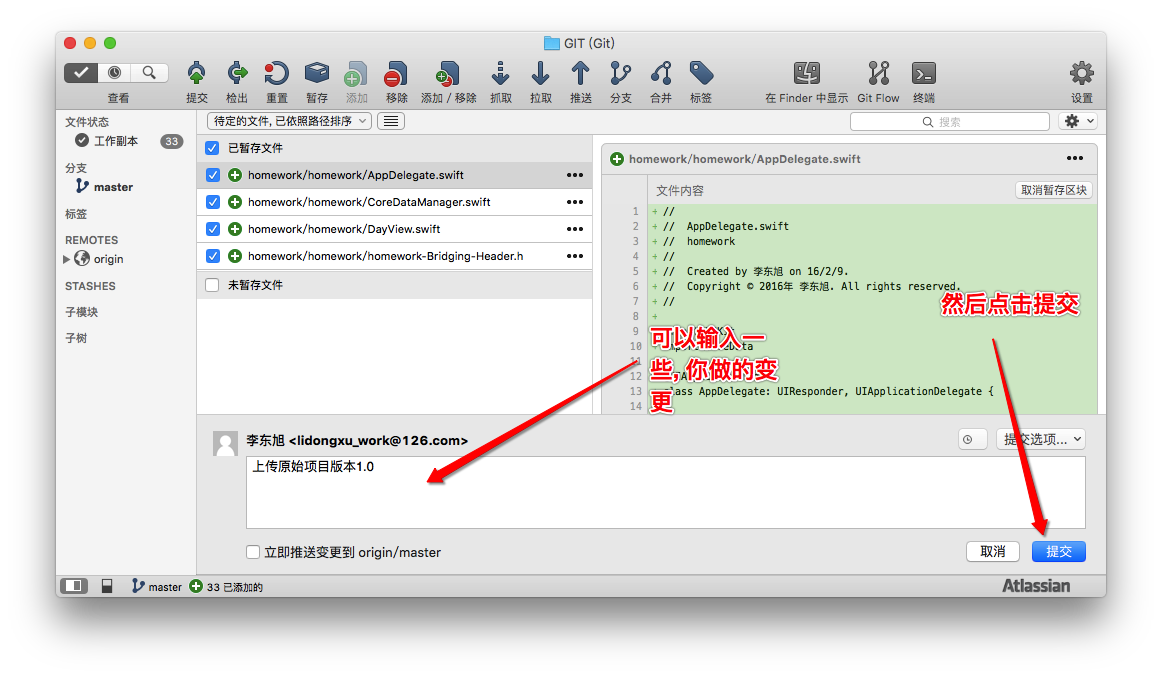 GIT (Git)
查看 提交 检出 重置 暂存 添加 移除 添加 / 移除 抓取 拉取 推送 分支 合并 标签 在 Finder 中显示 Git Flow 终端 设置
文件状态
工作副本 33
分支
master
标签
REMOTES
origin
STASHES
子模块
子树
待定的文件, 已依照路径排序
搜索
已暂存文件
homework/homework/AppDelegate.swift
homework/homework/CoreDataManager.swift
homework/homework/DayView.swift
homework/homework/homework-Bridging-Header.h
未暂存文件
homework/homework/AppDelegate.swift
文件内容 取消暂存区块
1 + //
2 + // AppDelegate.swift
3 + // homework
4 + //
5 + // Created by 李东旭 on 16/2/9.
6 + // Copyright © 2016年 李东旭. All rights reserved.
7 + //
8 +
9
10
11
12
13 class AppDelegate: UIResponder, UIApplicationDelegate {
14
可以输入一
些, 你做的变
更
然后点击提交
李东旭 <lidongxu_work@126.com>
提交选项...
上传原始项目版本1.0
立即推送变更到 origin/master
取消 提交
master 33 已添加的
Atlassian